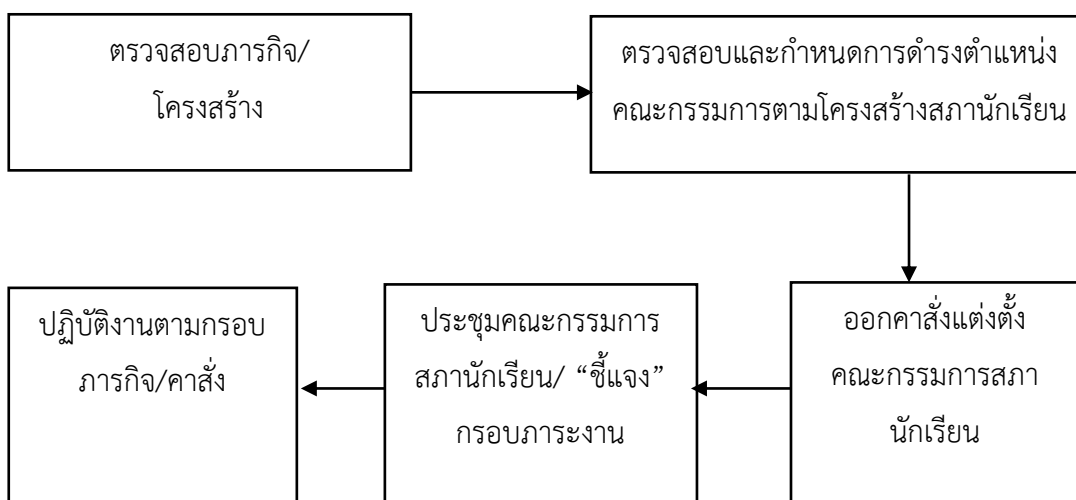 ตรวจสอบภารกิจ/
โครงสร้าง
ตรวจสอบและกำหนดการดำรงตำแหน่ง
คณะกรรมการตามโครงสร้างสภานักเรียน
ออกคาสั่งแต่งตั้ง
คณะกรรมการสภา
นักเรียน
ประชุมคณะกรรมการ
สภานักเรียน/ “ชี้แจง”
กรอบภาระงาน
ปฏิบัติงานตามกรอบ
ภารกิจ/คาสั่ง